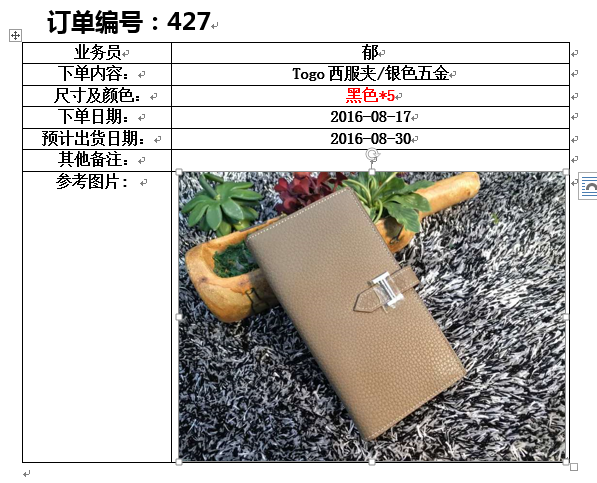 订单编号：427
业务员 郁
下单内容： Togo 西服夹/银色五金
尺寸及颜色： 黑色*5
下单日期： 2016-08-17
预计出货日期： 2016-08-30
其他备注：
参考图片：